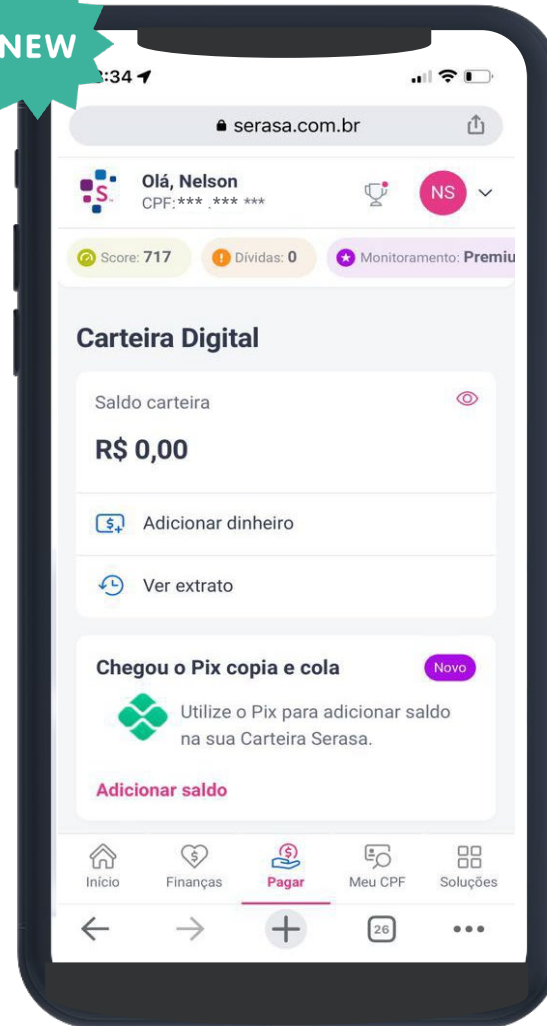 NEW
:34
serasa.com.br
S
Olá, Nelson
CPF:*** .*** ***
NS
Score: 717
Dívidas: 0
Monitoramento: Premiu
Carteira Digital
Saldo carteira
R$ 0,00
Adicionar dinheiro
Ver extrato
Chegou o Pix copia e cola
Novo
Utilize o Pix para adicionar saldo
na sua Carteira Serasa.
Adicionar saldo
Início
Finanças
Pagar
Meu CPF
Soluções
26